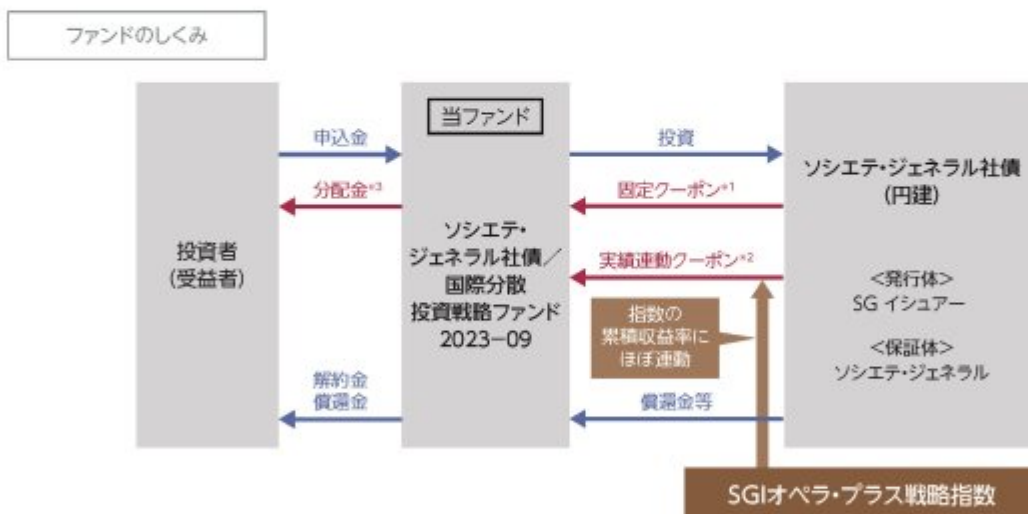 ファンドのしくみ
投資者
(受益者)
申込金
分配金*3
解約金
償還金
当ファンド
ソシエテ・
ジェネラル社債／
国際分散
投資戦略ファンド
2023−09
投資
固定クーポン*1
実績連動クーポン*2
指数の
累積収益率に
ほぼ連動
償還金等
ソシエテ・ジェネラル社債
(円建)
<発行体>
SG イシュアー
<保証体>
ソシエテ・ジェネラル
SGIオペラ・プラス戦略指数